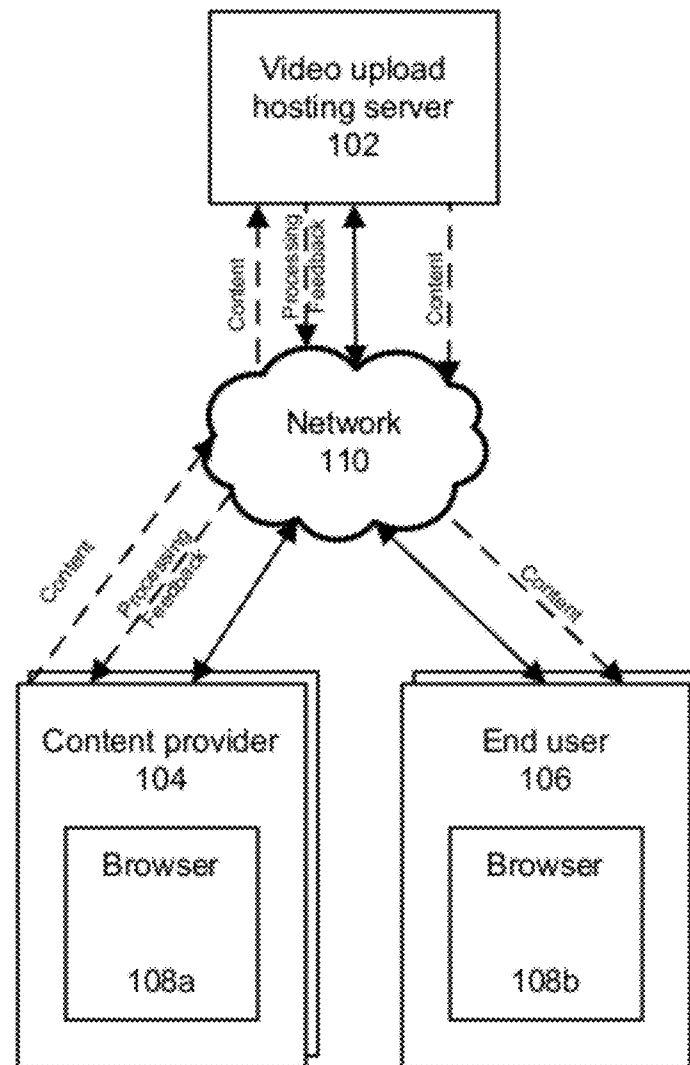 Video upload
hosting server
102
Content
Processing
Feedback
Content
Network
110
Content
Processing
Feedback
Content
Content provider
104
End user
106
Browser
108a
Browser
108b